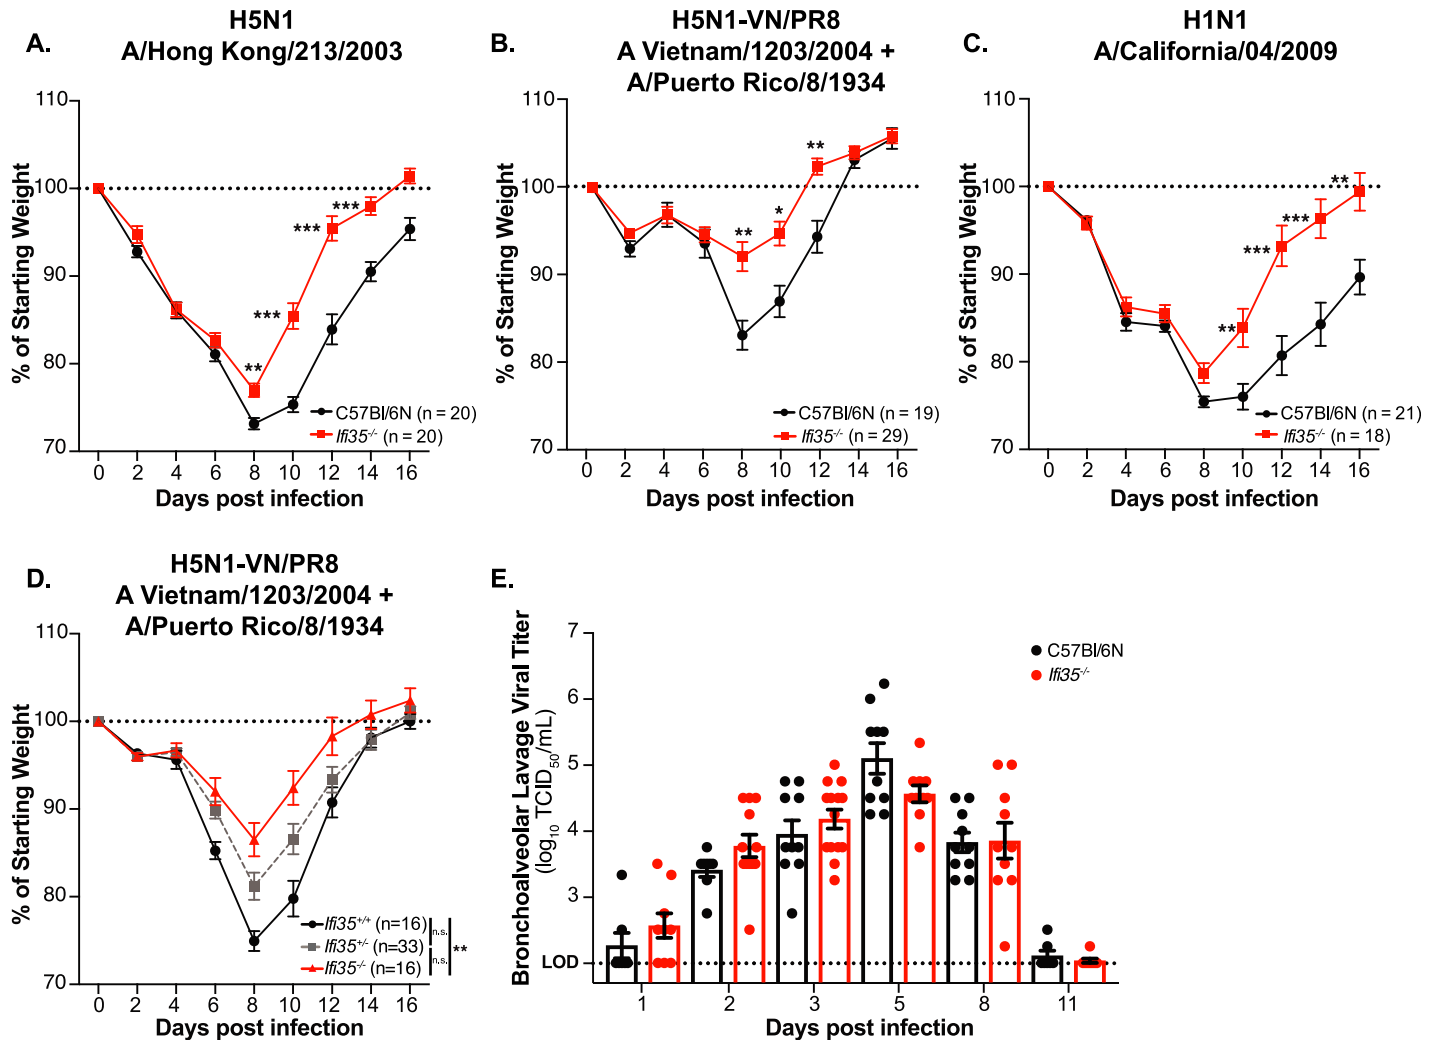 A.
H5N1
A/Hong Kong/213/2003
110
100
90
80
70
% of Starting Weight
**
***
***
***
C57Bl/6N (n = 20)
Ifi35-/- (n = 20)
0 2 4 6 8 10 12 14 16
Days post infection
B.
H5N1-VN/PR8
A Vietnam/1203/2004 +
A/Puerto Rico/8/1934
110
100
90
80
70
% of Starting Weight
**
*
**
C57Bl/6N (n = 19)
Ifi35-/- (n = 29)
0 2 4 6 8 10 12 14 16
Days post infection
C.
H1N1
A/California/04/2009
110
100
90
80
70
% of Starting Weight
**
***
***
**
C57Bl/6N (n = 21)
Ifi35-/- (n = 18)
0 2 4 6 8 10 12 14 16
Days post infection
D.
H5N1-VN/PR8
A Vietnam/1203/2004 +
A/Puerto Rico/8/1934
110
100
90
80
70
% of Starting Weight
Ifi35+/+ (n=16)
Ifi35+/- (n=33)
Ifi35-/- (n=16)
n.s.
n.s.
**
0 2 4 6 8 10 12 14 16
Days post infection
E.
Bronchoalveolar Lavage Viral Titer
(log10 TCID50/mL)
7
6
5
4
3
LOD
C57Bl/6N
Ifi35-/-
1 2 3 5 8 11
Days post infection